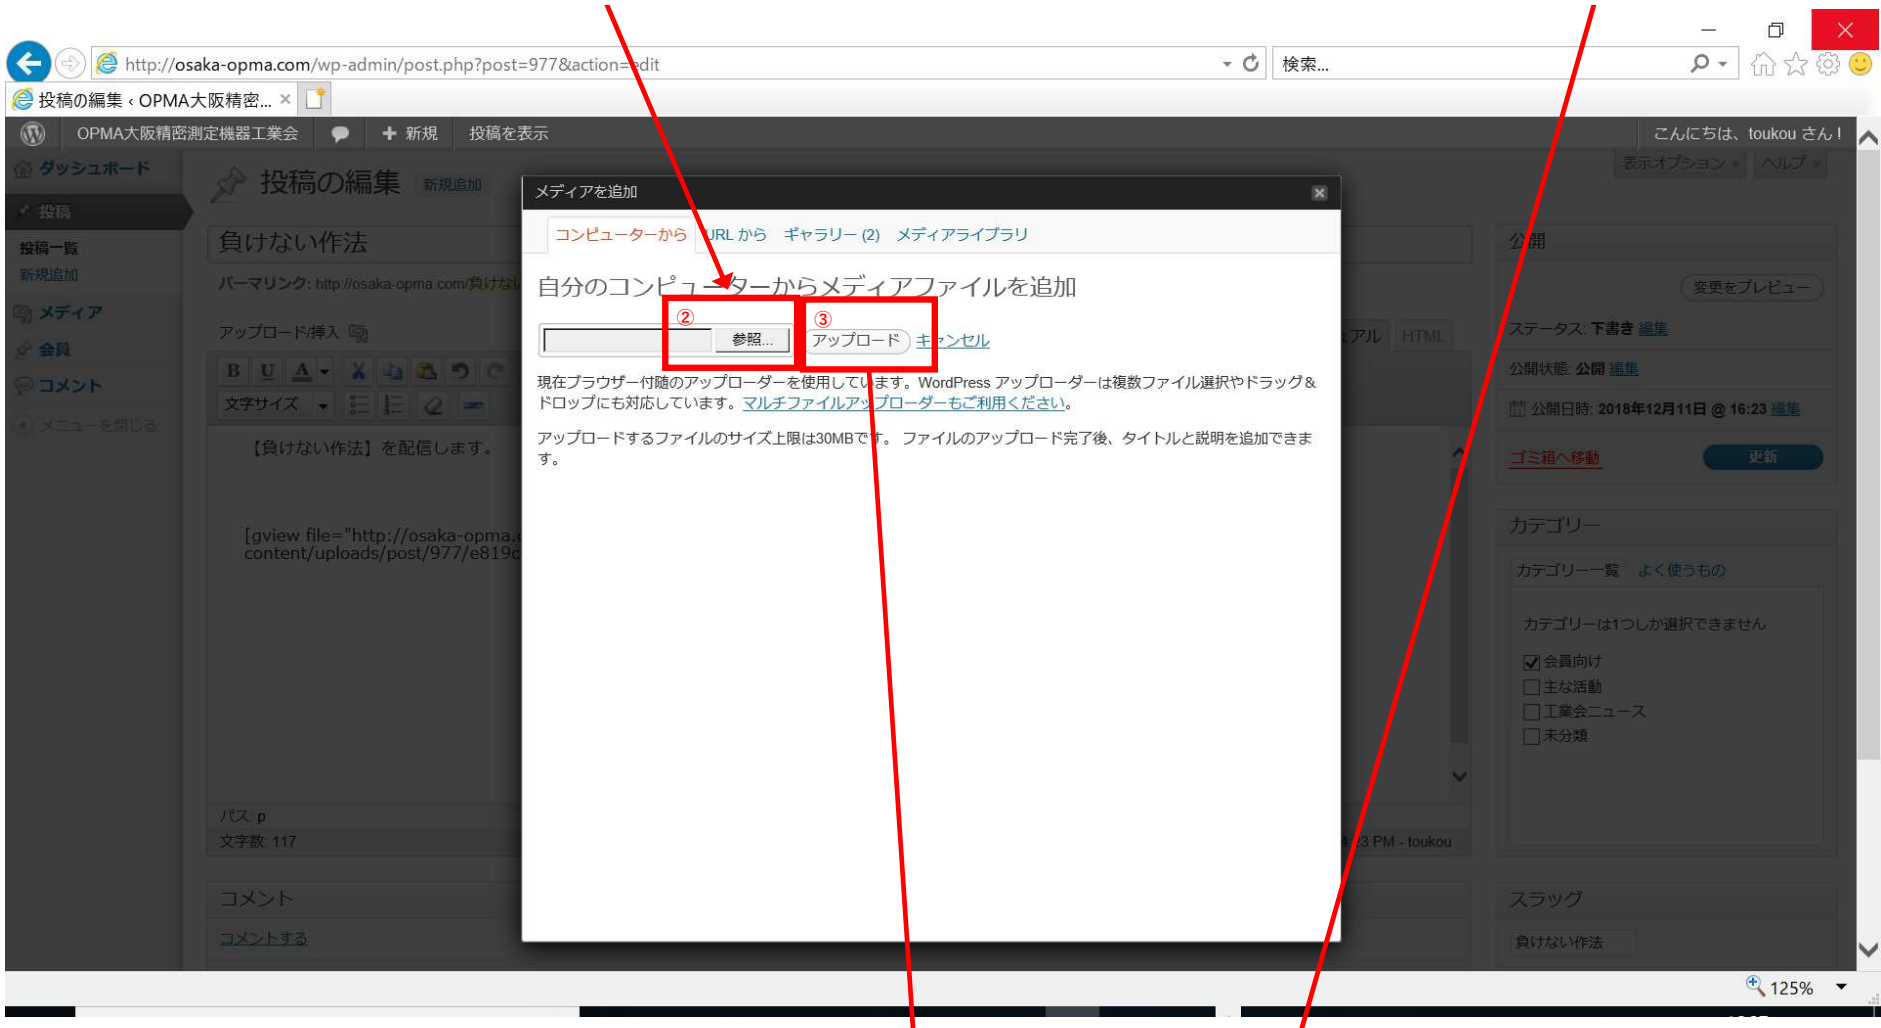 http://osaka-opma.com/wp-admin/post.php?post=977&action=edit
検索...
投稿の編集 ‹ OPMA大阪精密... ×
OPMA大阪精密測定機器工業会
新規
投稿を表示
こんにちは、toukou さん !
表示オプション
ヘルプ
ダッシュボード
投稿
投稿一覧
新規追加
メディア
会員
コメント
メニューを閉じる
投稿の編集
新規追加
負けない作法
パーマリンク: http://osaka-opma.com/負けない
アップロード/挿入
B U A
文字サイズ
【負けない作法】を配信します。
[gview file="http://osaka-opma.
content/uploads/post/977/e819
パス: p
文字数: 117
コメント
コメントする
メディアを追加
コンピューターから
URL から
ギャラリー (2)
メディアライブラリ
自分のコンピューターからメディアファイルを追加
②
③
参照...
アップロード
キャンセル
現在ブラウザー付随のアップローダーを使用しています。WordPress アップローダーは複数ファイル選択やドラッグ&
ドロップにも対応しています。マルチファイルアップローダーもご利用ください。
アップロードするファイルのサイズ上限は30MBです。 ファイルのアップロード完了後、タイトルと説明を追加できま
す。
ュアル
HTML
:23 PM - toukou
公開
変更をプレビュー
ステータス: 下書き 編集
公開状態: 公開 編集
公開日時: 2018年12月11日 @ 16:23 編集
ゴミ箱へ移動
更新
カテゴリー
カテゴリー一覧
よく使うもの
カテゴリーは1つしか選択できません
会員向け
主な活動
工業会ニュース
未分類
スラッグ
負けない作法
125%